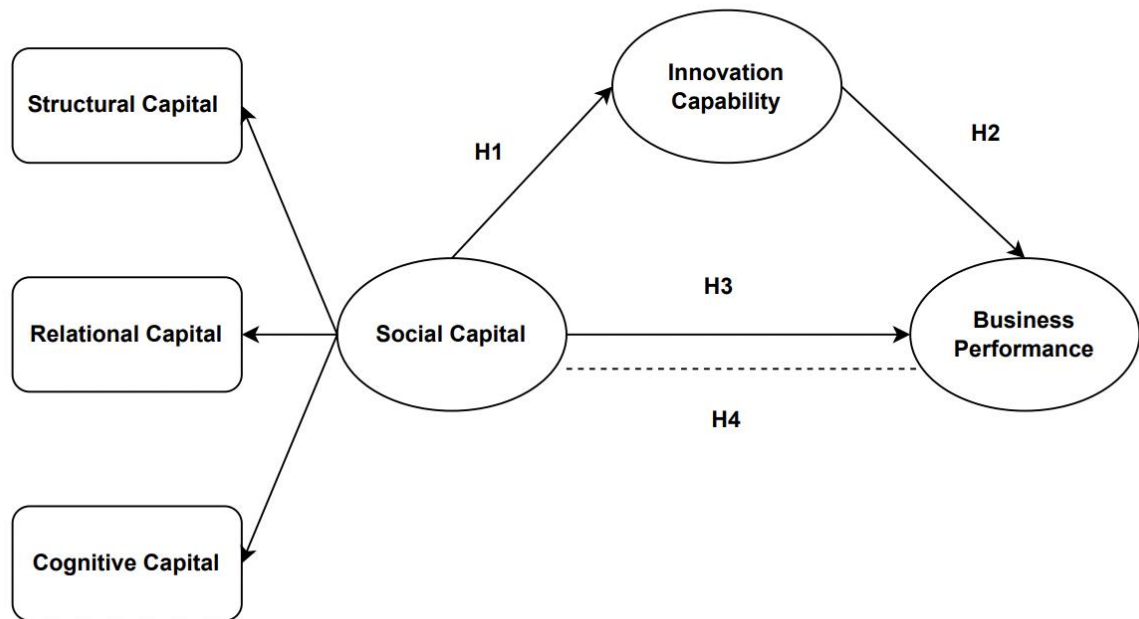 Structural Capital
Relational Capital
Cognitive Capital
Social Capital
H1
Innovation
Capability
H2
H3
H4
Business
Performance